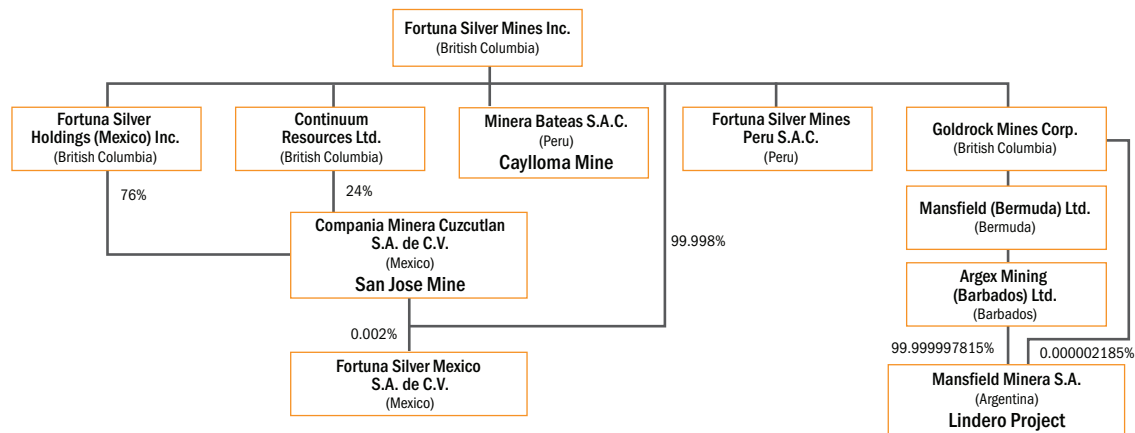 Fortuna Silver Mines Inc.
(British Columbia)
Fortuna Silver
Holdings (Mexico) Inc.
(British Columbia)
Continuum
Resources Ltd.
(British Columbia)
Minera Bateas S.A.C.
(Peru)
Caylloma Mine
Fortuna Silver Mines
Peru S.A.C.
(Peru)
Goldrock Mines Corp.
(British Columbia)
76%
24%
Compania Minera Cuzcutlan
S.A. de C.V.
(Mexico)
San Jose Mine
99.998%
Mansfield (Bermuda) Ltd.
(Bermuda)
Argex Mining
(Barbados) Ltd.
(Barbados)
0.002%
99.999997815%
0.000002185%
Fortuna Silver Mexico
S.A. de C.V.
(Mexico)
Mansfield Minera S.A.
(Argentina)
Lindero Project